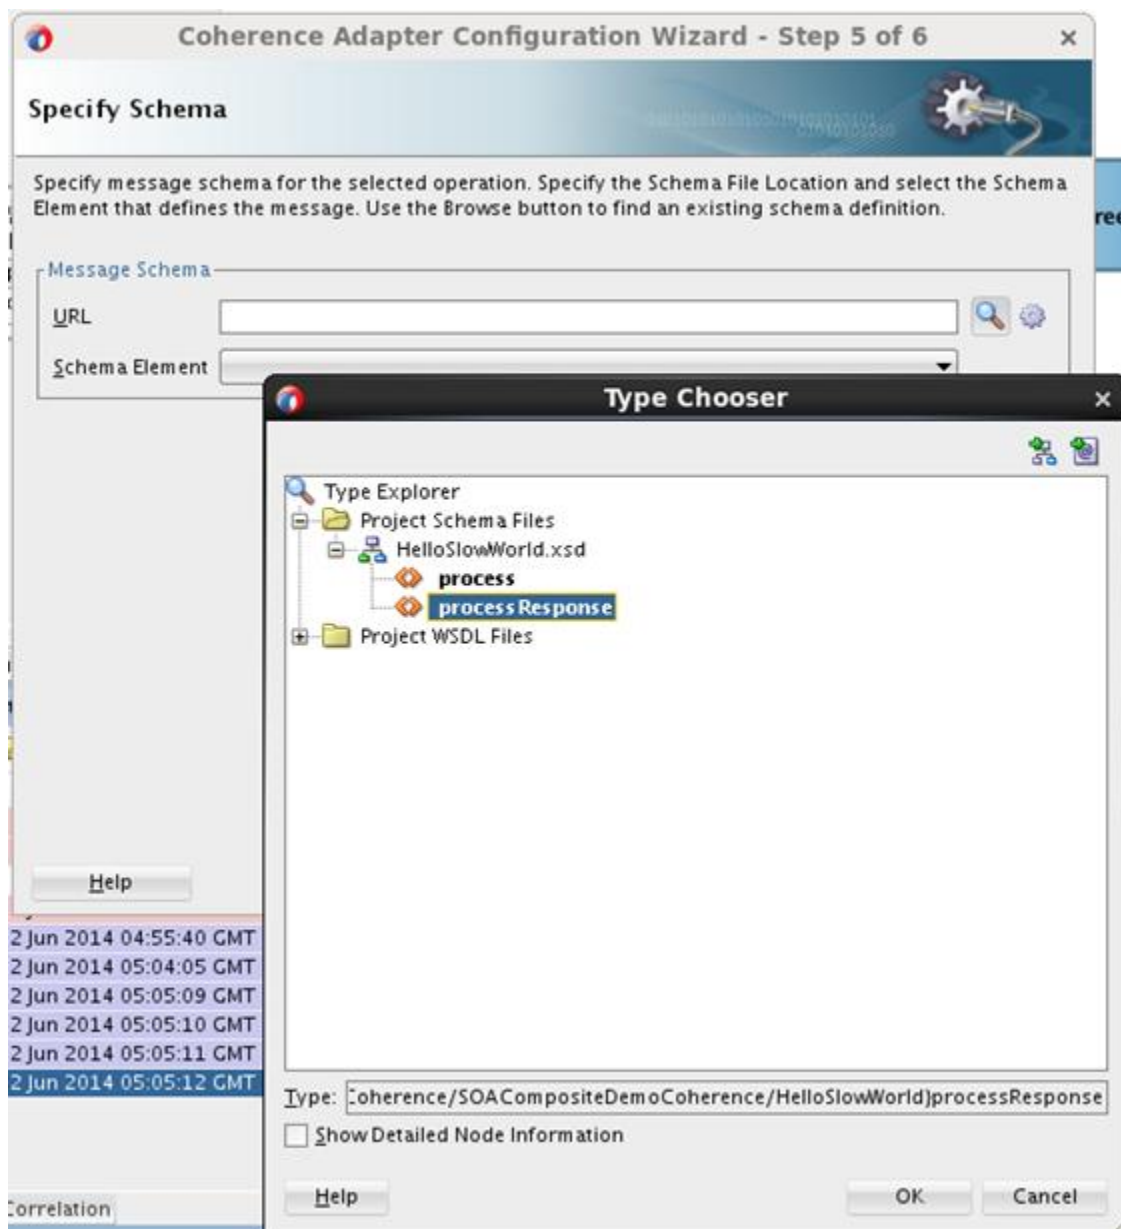 Coherence Adapter Configuration Wizard - Step 5 of 6
Specify Schema
Specify message schema for the selected operation. Specify the Schema File Location and select the Schema
Element that defines the message. Use the Browse button to find an existing schema definition.
Message Schema
URL
Schema Element
Type Chooser
Type Explorer
Project Schema Files
HelloSlowWorld.xsd
process
processResponse
Project WSDL Files
Help
2 Jun 2014 04:55:40 GMT
2 Jun 2014 05:04:05 GMT
2 Jun 2014 05:05:09 GMT
2 Jun 2014 05:05:10 GMT
2 Jun 2014 05:05:11 GMT
2 Jun 2014 05:05:12 GMT
Type: Coherence/SOACompositeDemoCoherence/HelloSlowWorld}processResponse
Show Detailed Node Information
Help OK Cancel
Correlation